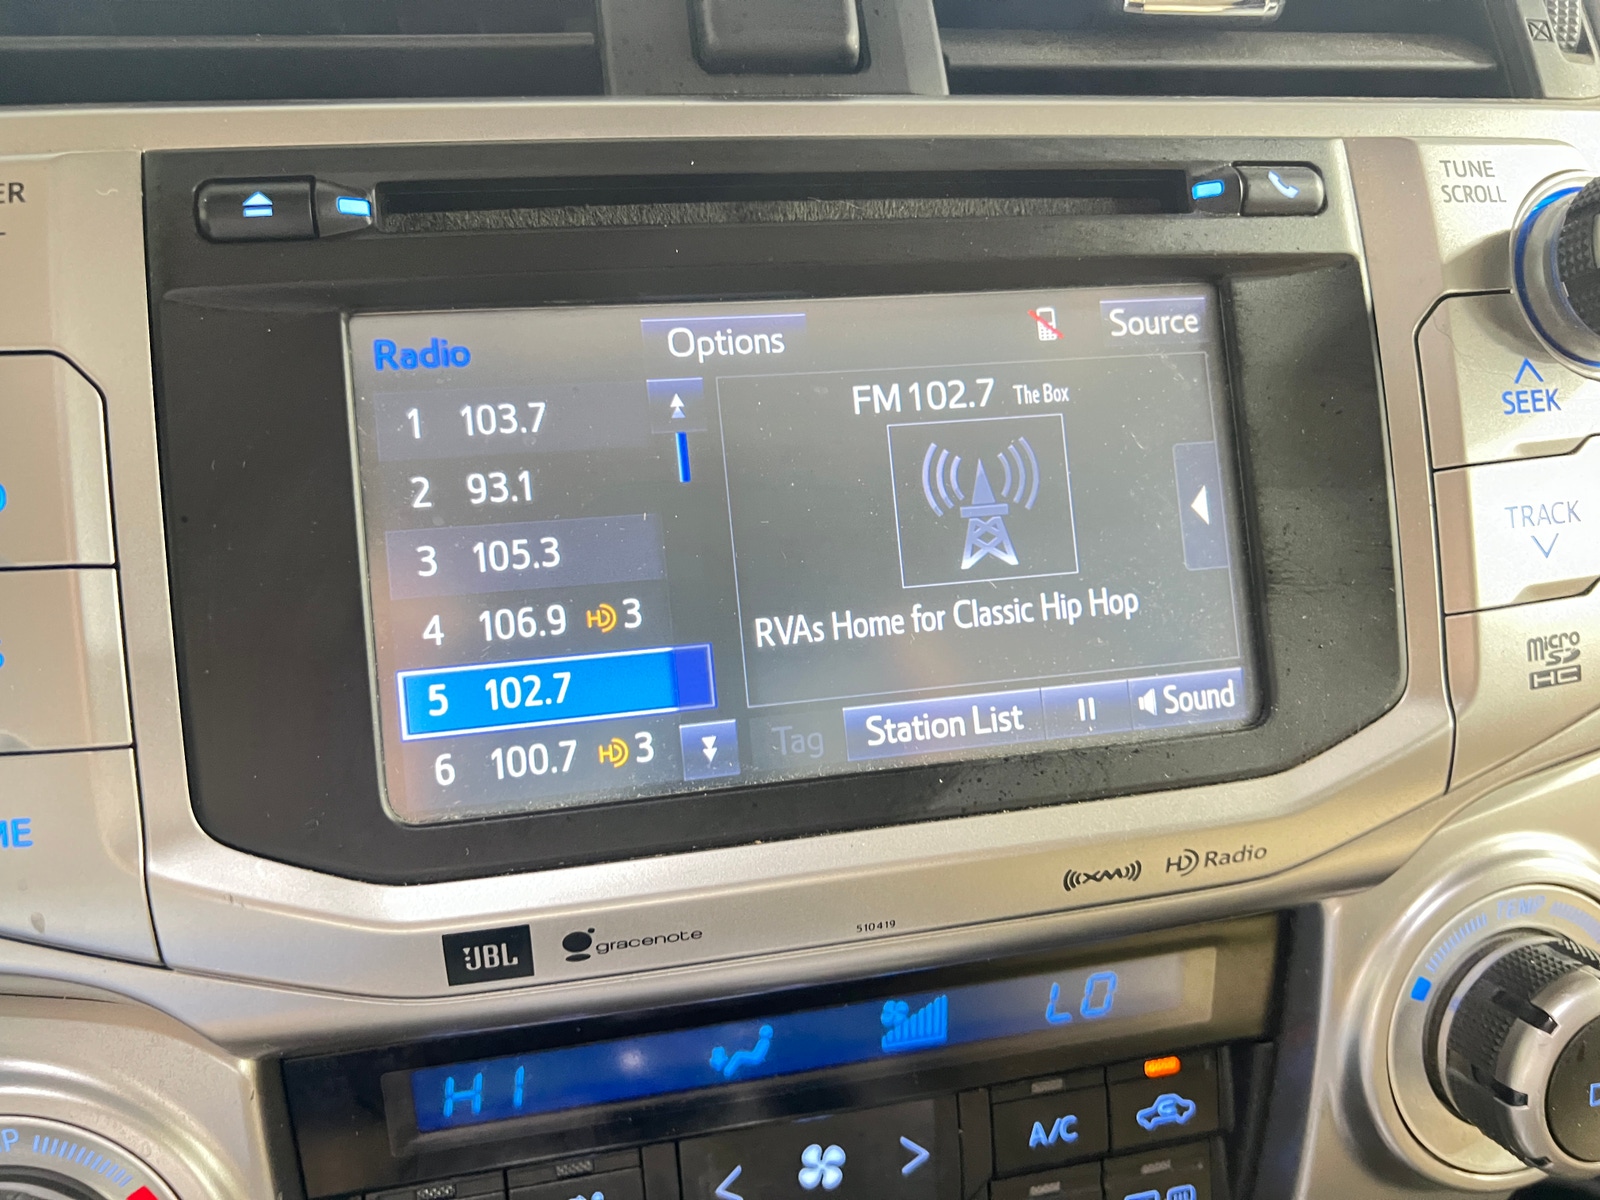 TUNE
SCROLL
Radio
Options
Source
1 103.7
2 93.1
3 105.3
4 106.9 HD 3
5 102.7
6 100.7 HD 3
FM 102.7 The Box
RVAs Home for Classic Hip Hop
Tag
Station List
Sound
SEEK
TRACK
micro
SD
HC
XM
HD Radio
JBL
gracenote
510419
HI
LO
A/C
TEMP